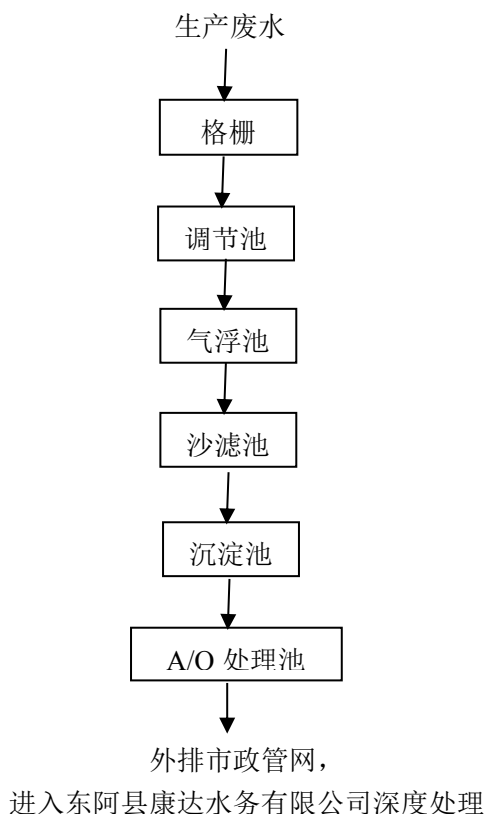 生产废水
格栅
调节池
气浮池
沙滤池
沉淀池
A/O 处理池
外排市政管网，
进入东阿县康达水务有限公司深度处理